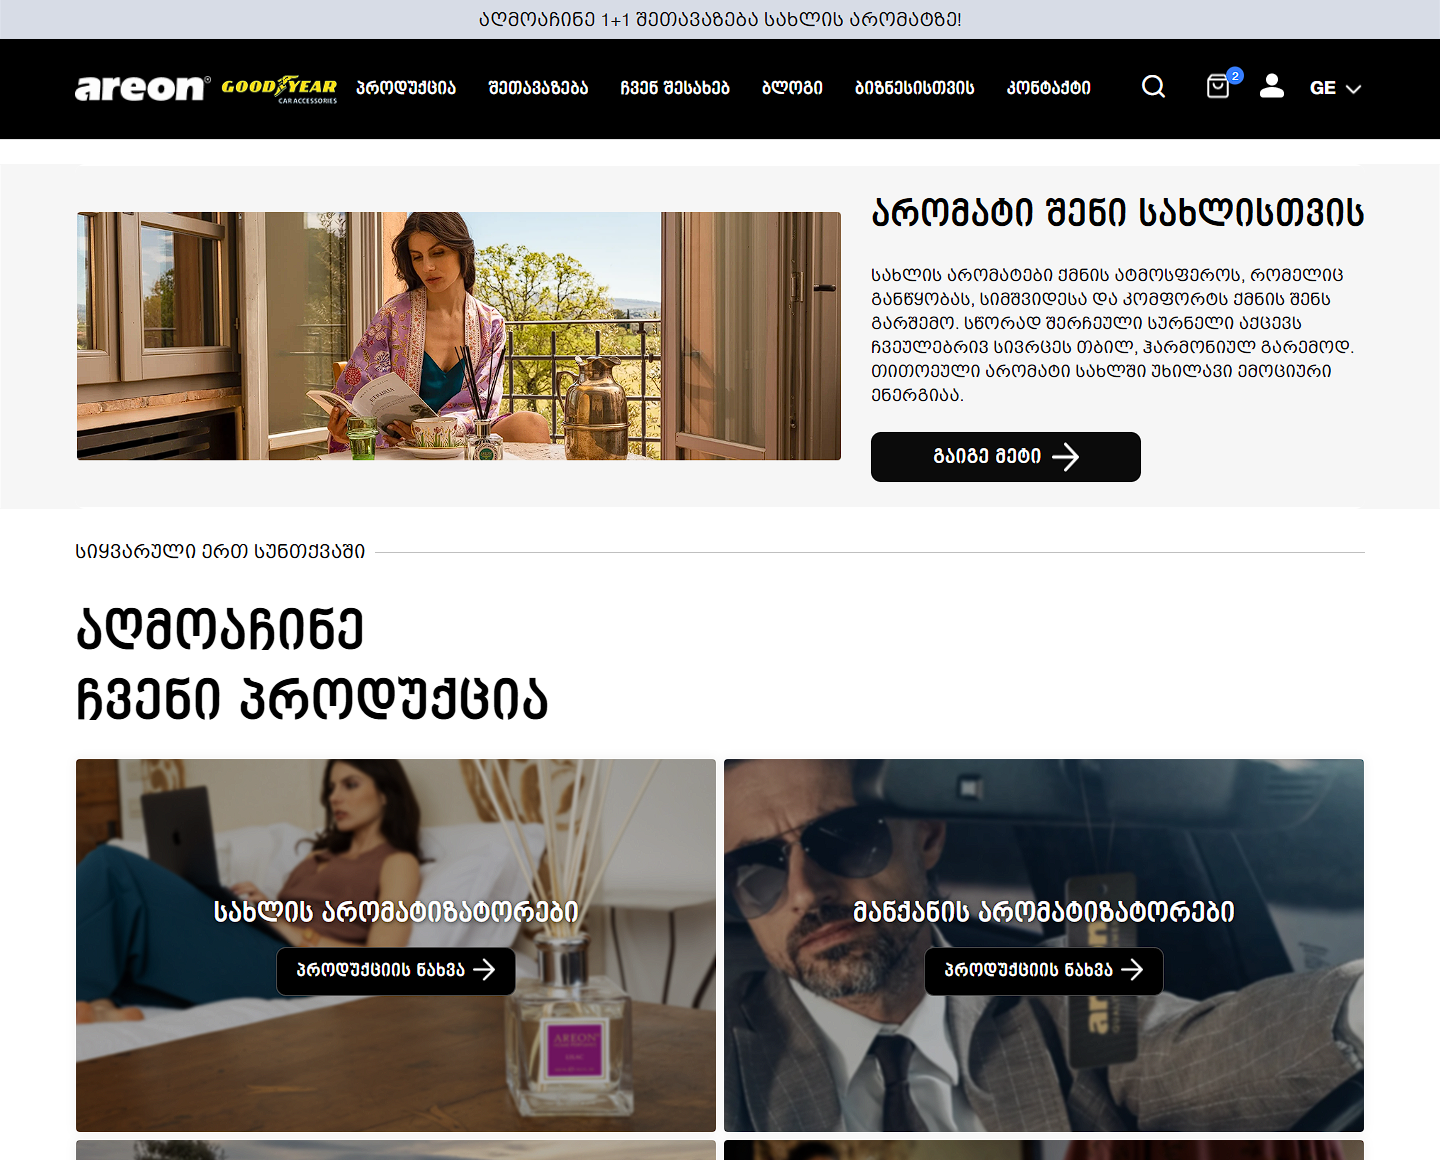 აღმოაჩინე 1+1 შეთავაზება სახლის არომატზე!
areon
GOODYEAR
CAR ACCESSORIES
პროდუქცია
შეთავაზება
ჩვენ შესახებ
ბლოგი
ბიზნესისთვის
კონტაქტი
2
GE
არომატი შენი სახლისთვის
სახლის არომატები ქმნის ატმოსფეროს, რომელიც
განწყობას, სიმშვიდესა და კომფორტს ქმნის შენს
გარშემო. სწორად შერჩეული სურნელი აქცევს
ჩვეულებრივ სივრცეს თბილ, ჰარმონიულ გარემოდ.
თითოეული არომატი სახლში უხილავი ემოციური
ენერგიაა.
გაიგე მეტი
სიყვარული ერთ სუნთქვაში
აღმოაჩინე
ჩვენი პროდუქცია
სახლის არომატიზატორები
პროდუქციის ნახვა
AREON
მანქანის არომატიზატორები
პროდუქციის ნახვა
areon